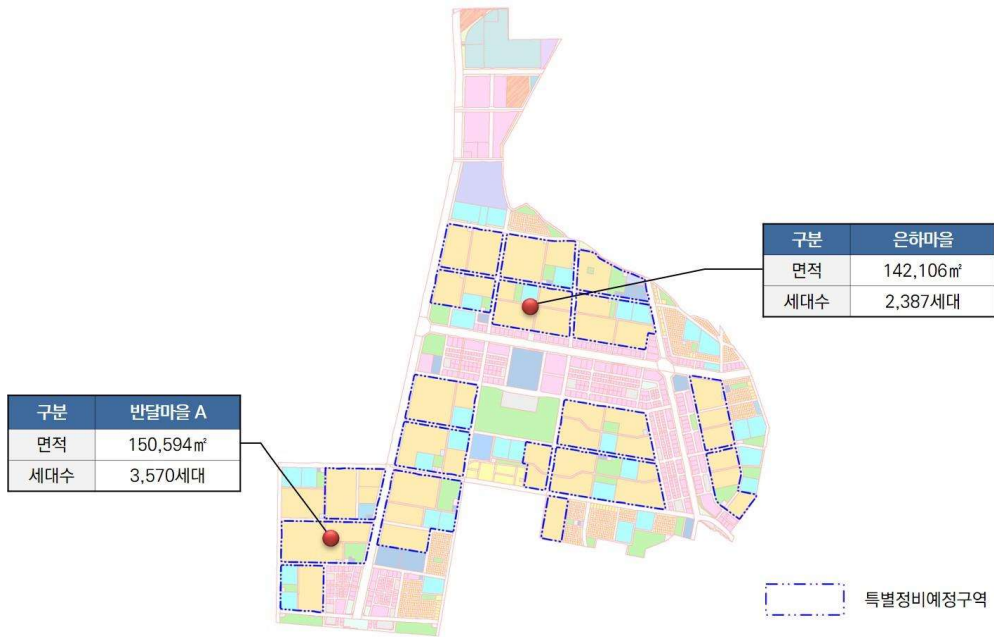 구분 은하마을
면적 142,106㎡
세대수 2,387세대
구분 반달마을 A
면적 150,594㎡
세대수 3,570세대
특별정비예정구역